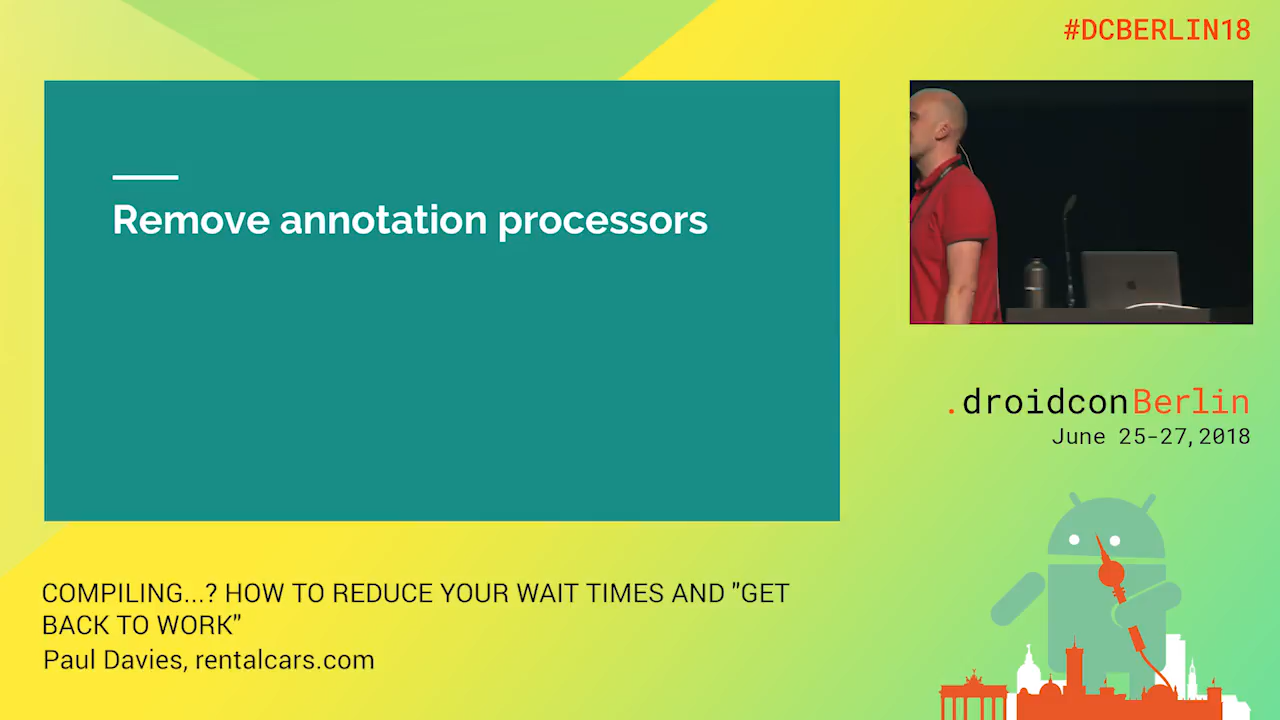 #DCBERLIN18
Remove annotation processors
.droidconBerlin
June 25-27, 2018
COMPILING...? HOW TO REDUCE YOUR WAIT TIMES AND "GET
BACK TO WORK"
Paul Davies, rentalcars.com